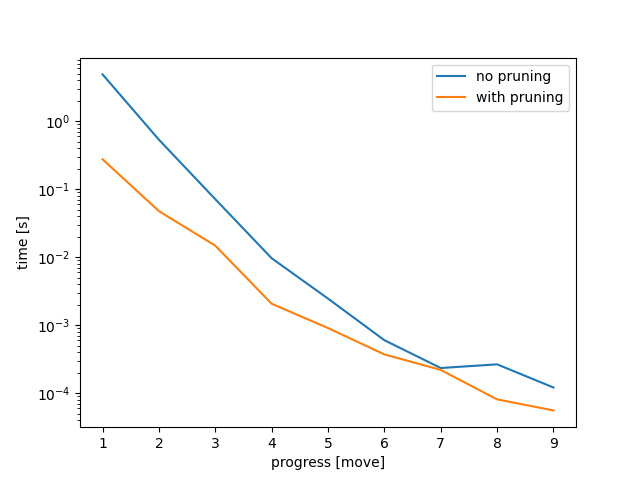 no pruning
with pruning
10⁰
10⁻¹
10⁻²
10⁻³
10⁻⁴
time [s]
1 2 3 4 5 6 7 8 9
progress [move]